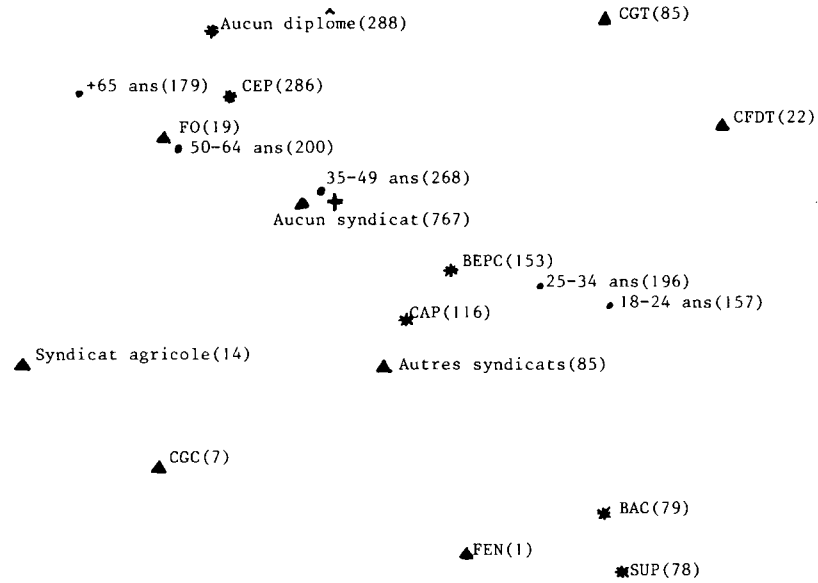 Aucun diplôme(288)
CGT(85)
+65 ans(179)
CEP(286)
CFDT(22)
FO(19)
50-64 ans(200)
35-49 ans(268)
Aucun syndicat(767)
BEPC(153)
25-34 ans(196)
18-24 ans(157)
CAP(116)
Syndicat agricole(14)
Autres syndicats(85)
CGC(7)
BAC(79)
FEN(1)
SUP(78)